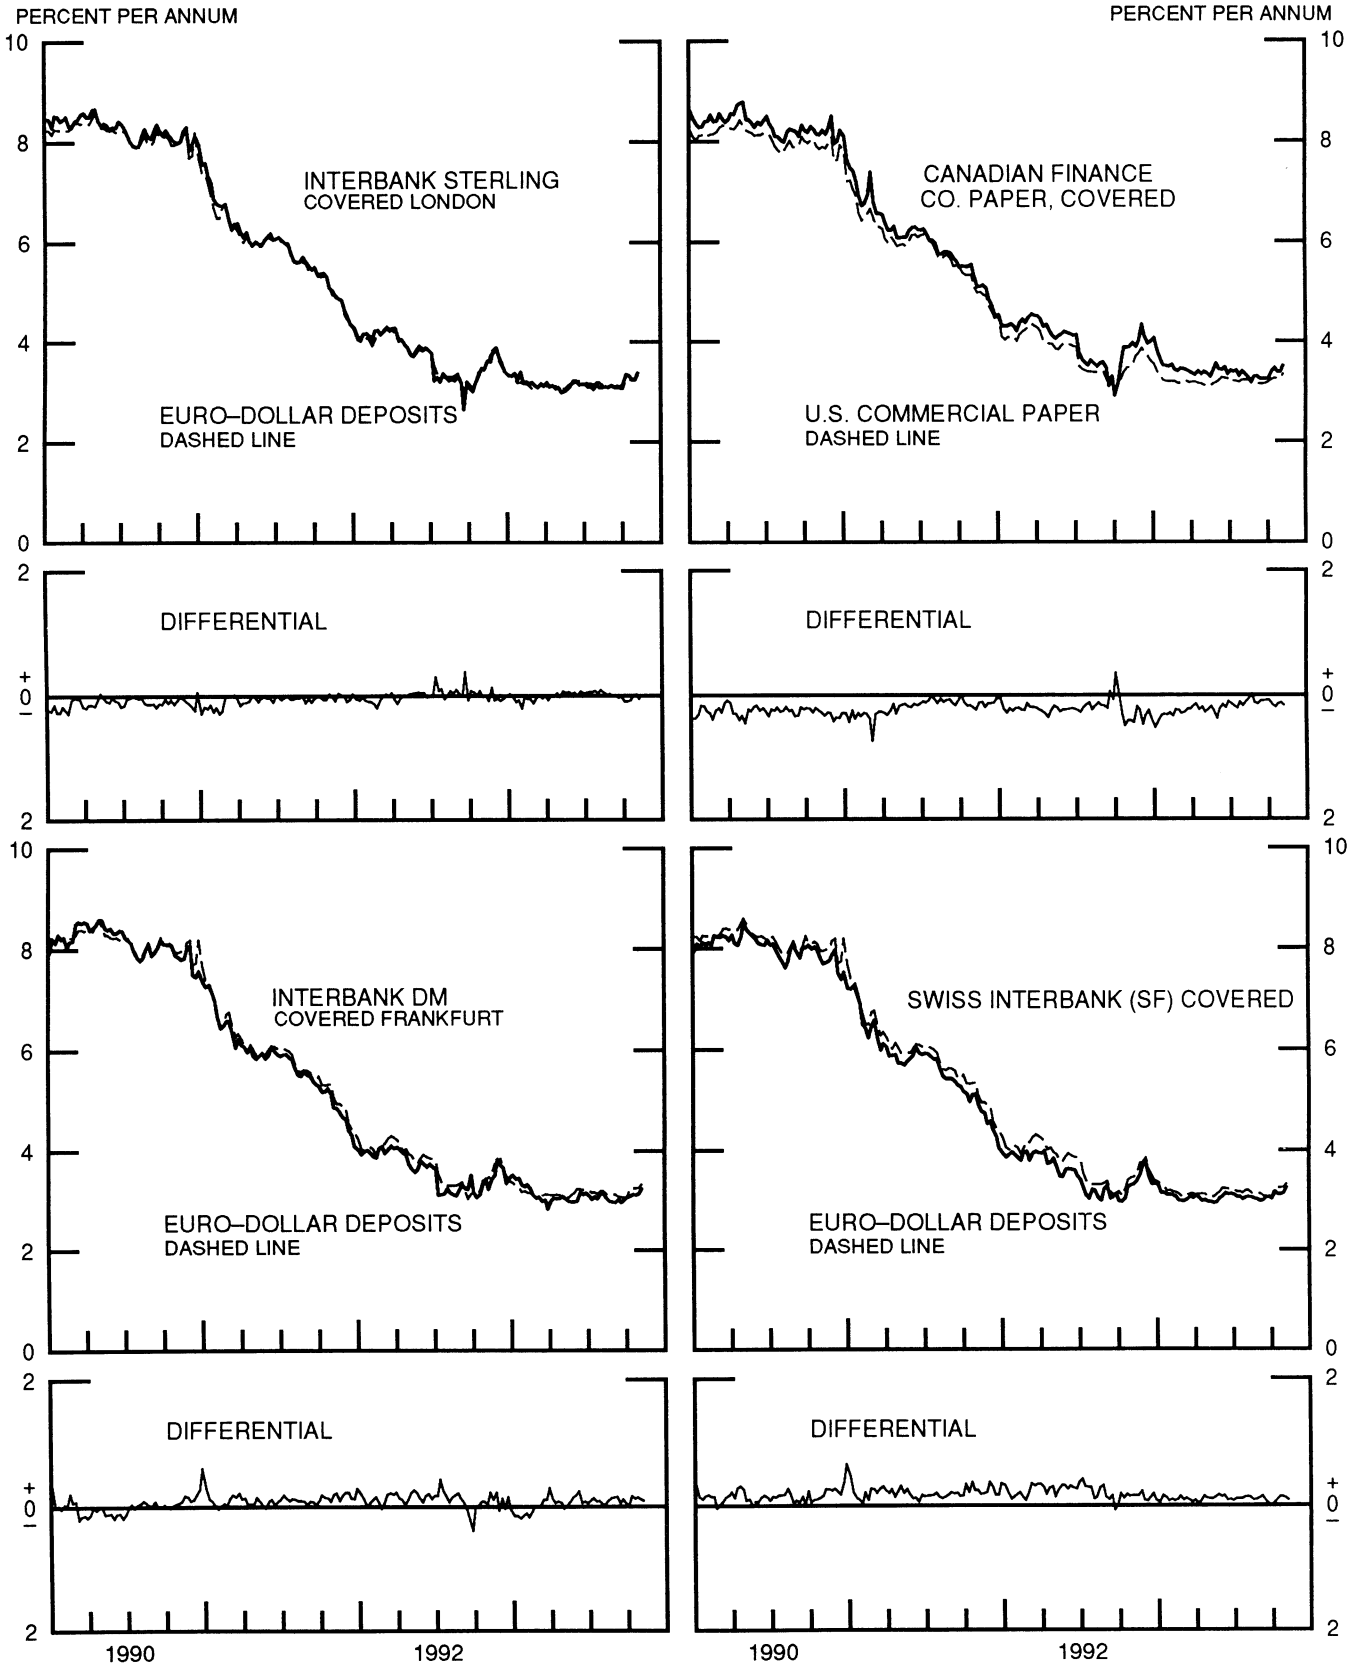 PERCENT PER ANNUM
PERCENT PER ANNUM
10
8
6
4
2
0
INTERBANK STERLING
COVERED LONDON
EURO–DOLLAR DEPOSITS
DASHED LINE
CANADIAN FINANCE
CO. PAPER, COVERED
U.S. COMMERCIAL PAPER
DASHED LINE
10
8
6
4
2
0
2
+
0
–
2
DIFFERENTIAL
DIFFERENTIAL
2
+
0
–
2
10
8
6
4
2
0
INTERBANK DM
COVERED FRANKFURT
EURO–DOLLAR DEPOSITS
DASHED LINE
SWISS INTERBANK (SF) COVERED
EURO–DOLLAR DEPOSITS
DASHED LINE
10
8
6
4
2
0
2
+
0
–
2
DIFFERENTIAL
DIFFERENTIAL
2
+
0
–
2
1990
1992
1990
1992